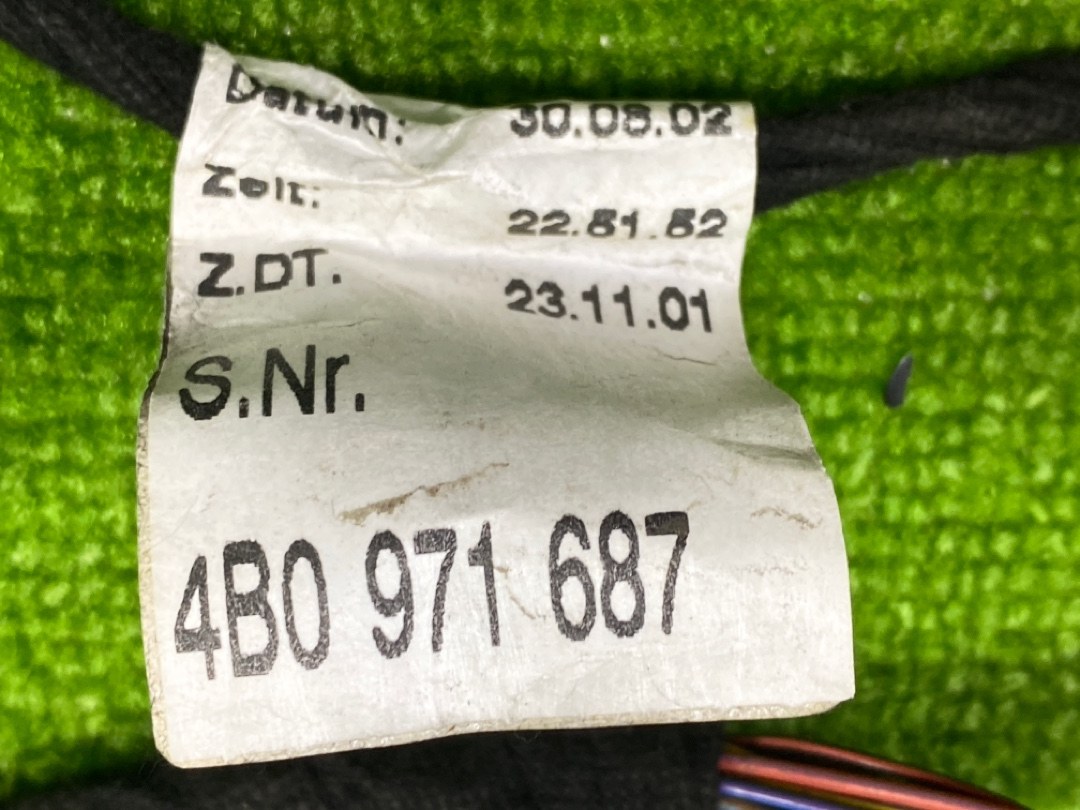 Datum: 30.08.02
Zeit: 22.51.52
Z.DT. 23.11.01
S.Nr.
4B0 971 687